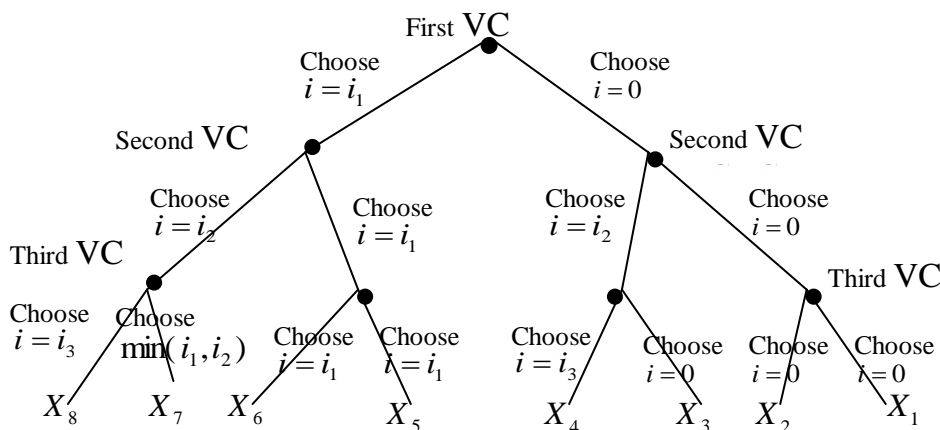 First VC
Choose
i = i₁
Choose
i = 0
Second VC
Second VC
Choose
i = i₂
Choose
i = i₁
Choose
i = i₂
Choose
i = 0
Third VC
Third VC
Choose
i = i₃
Choose
min(i₁, i₂)
Choose
i = i₁
Choose
i = i₁
Choose
i = i₃
Choose
i = 0
Choose
i = 0
Choose
i = 0
X₈ X₇ X₆ X₅ X₄ X₃ X₂ X₁